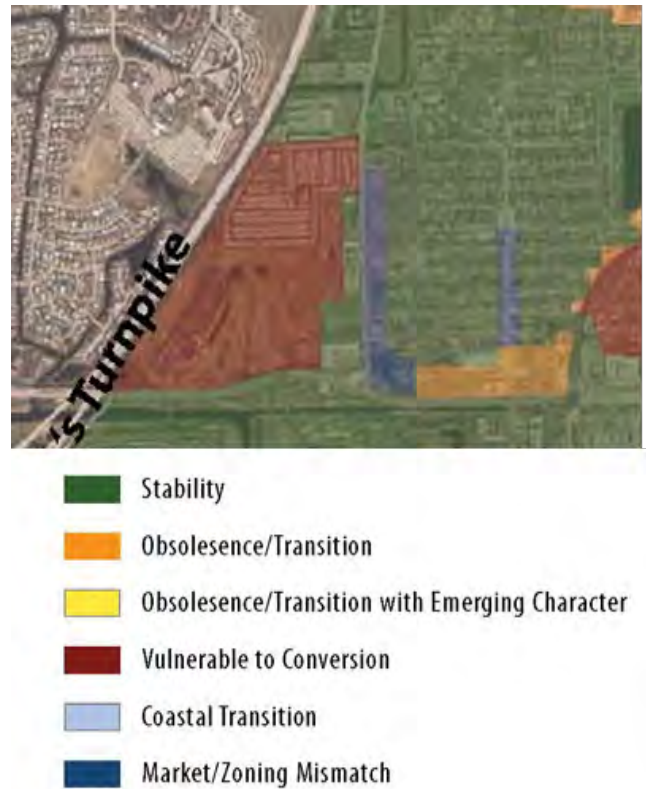 's Turnpike
Stability
Obsolesence/Transition
Obsolesence/Transition with Emerging Character
Vulnerable to Conversion
Coastal Transition
Market/Zoning Mismatch